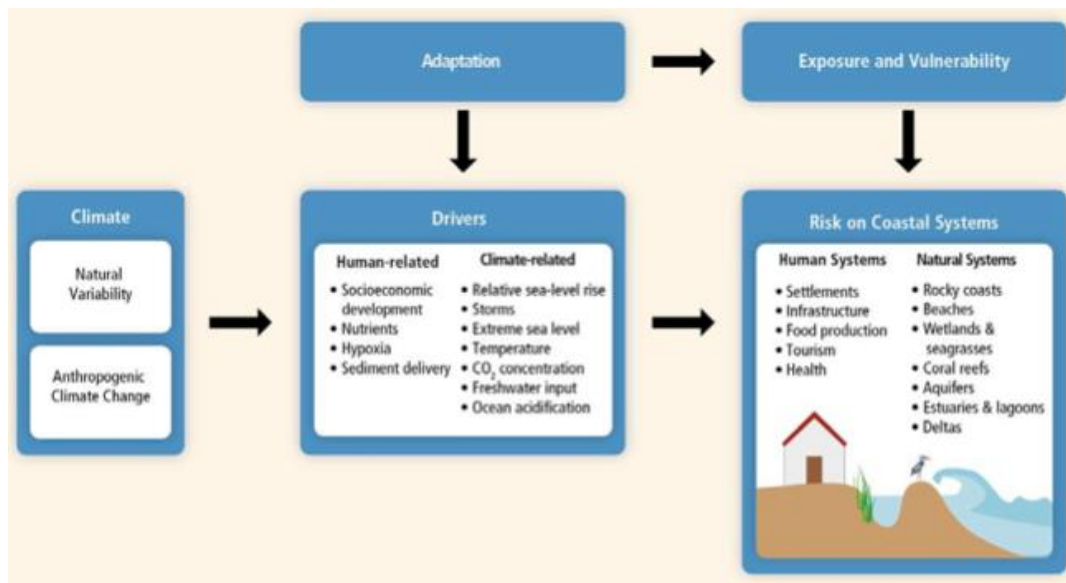 Adaptation
Exposure and Vulnerability
Climate
Natural
Variability
Anthropogenic
Climate Change
Drivers
Human-related
• Socioeconomic
development
• Nutrients
• Hypoxia
• Sediment delivery
Climate-related
• Relative sea-level rise
• Storms
• Extreme sea level
• Temperature
• CO₂ concentration
• Freshwater input
• Ocean acidification
Risk on Coastal Systems
Human Systems
• Settlements
• Infrastructure
• Food production
• Tourism
• Health
Natural Systems
• Rocky coasts
• Beaches
• Wetlands &
seagrasses
• Coral reefs
• Aquifers
• Estuaries & lagoons
• Deltas